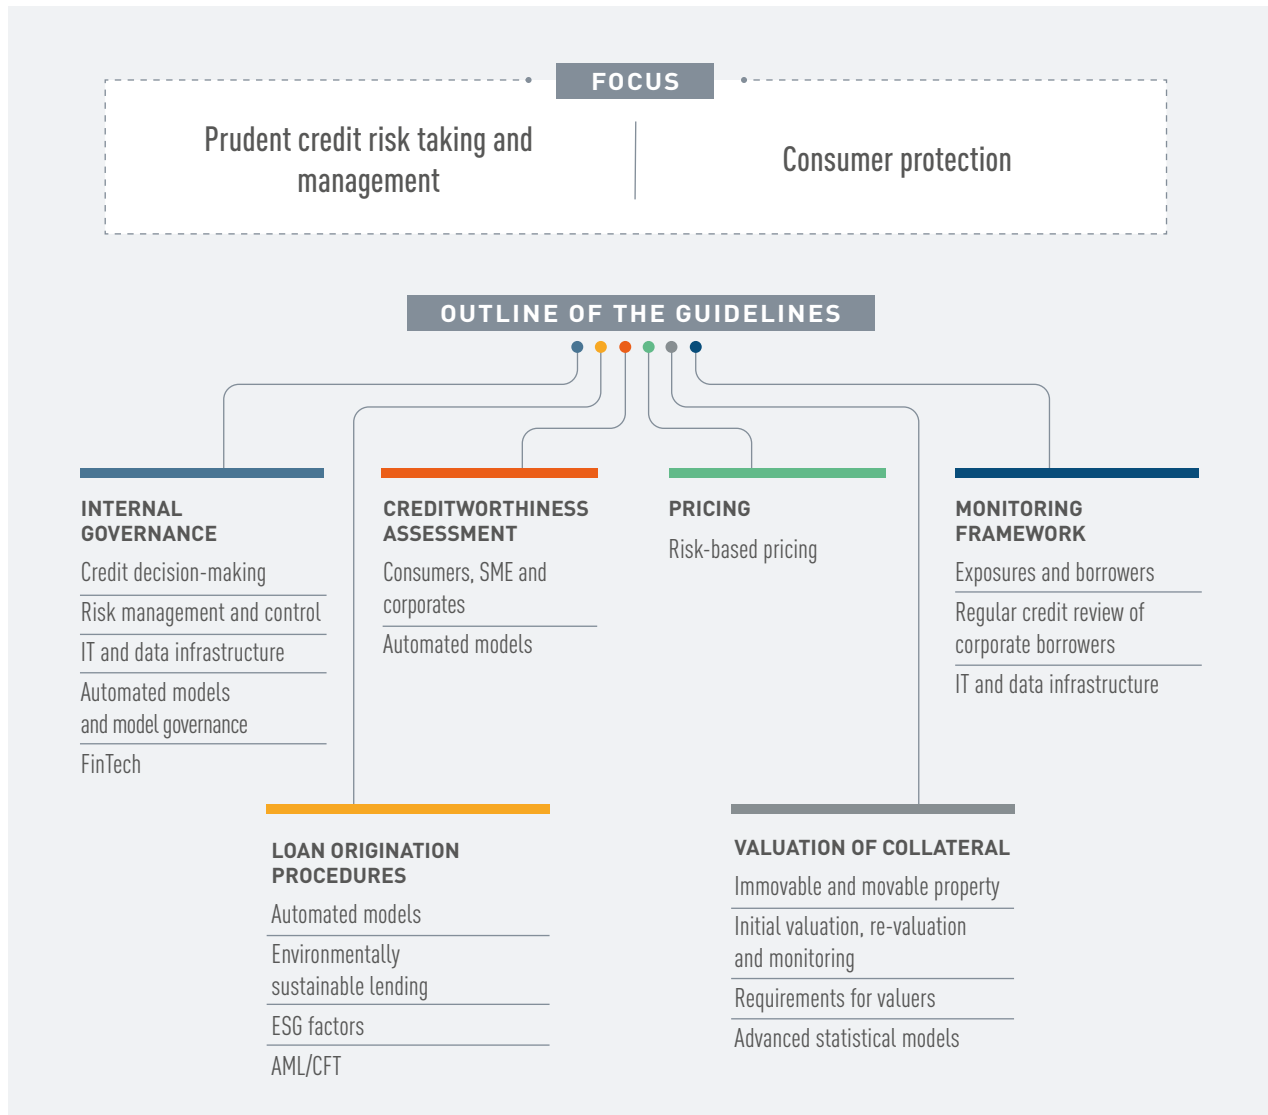 FOCUS
Prudent credit risk taking and
management
Consumer protection
OUTLINE OF THE GUIDELINES
INTERNAL
GOVERNANCE
Credit decision-making
Risk management and control
IT and data infrastructure
Automated models
and model governance
FinTech
CREDITWORTHINESS
ASSESSMENT
Consumers, SME and
corporates
Automated models
PRICING
Risk-based pricing
MONITORING
FRAMEWORK
Exposures and borrowers
Regular credit review of
corporate borrowers
IT and data infrastructure
LOAN ORIGINATION
PROCEDURES
Automated models
Environmentally
sustainable lending
ESG factors
AML/CFT
VALUATION OF COLLATERAL
Immovable and movable property
Initial valuation, re-valuation
and monitoring
Requirements for valuers
Advanced statistical models